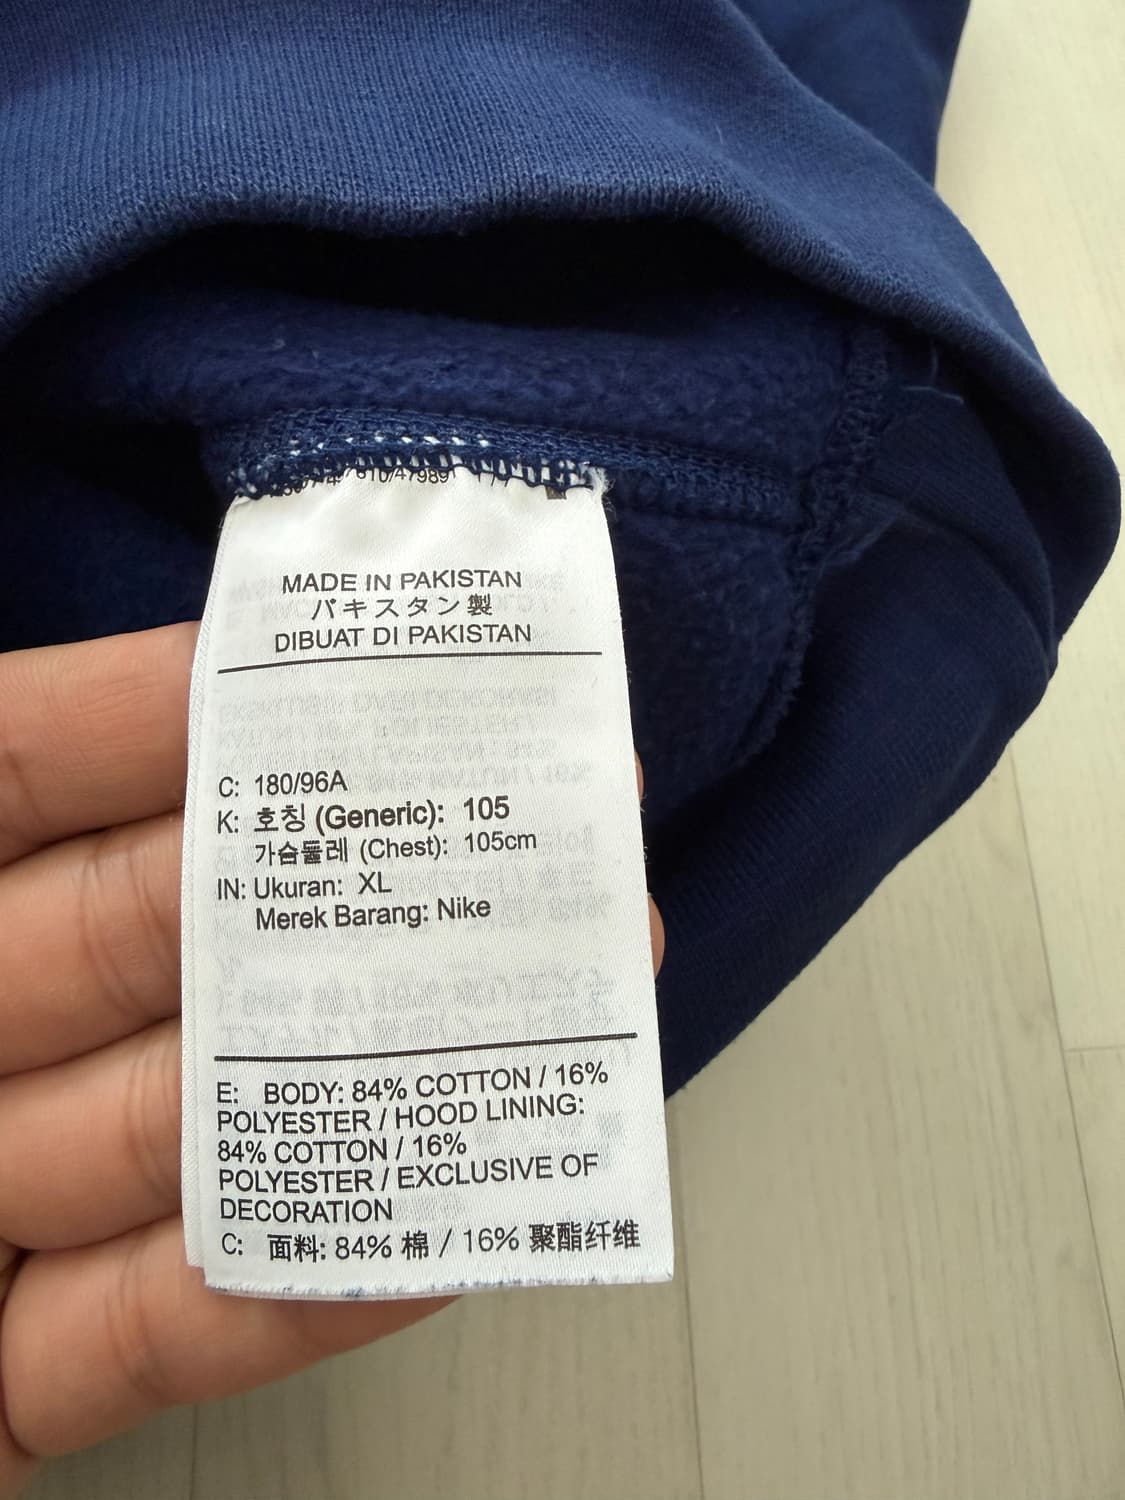 610/47989
MADE IN PAKISTAN
パキスタン製
DIBUAT DI PAKISTAN
C: 180/96A
K: 호칭 (Generic): 105
가슴둘레 (Chest): 105cm
IN: Ukuran: XL
Merek Barang: Nike
E: BODY: 84% COTTON / 16%
POLYESTER / HOOD LINING:
84% COTTON / 16%
POLYESTER / EXCLUSIVE OF
DECORATION
C: 面料: 84% 棉 / 16% 聚酯纤维